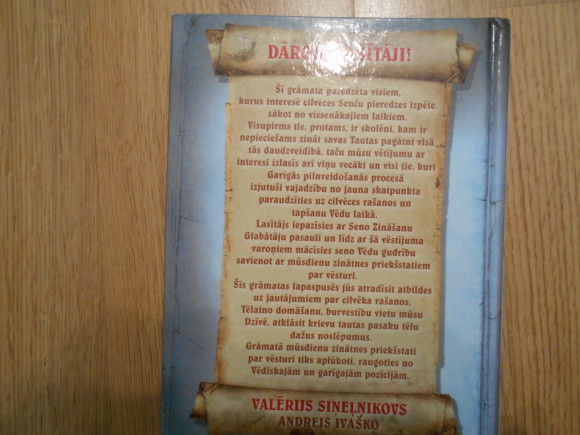 DĀRGIE LASĪTĀJI!
Šī grāmata paredzēta visiem,
kurus interesē cilvēces Senču pieredzes izpēte,
sākot no vissenākajiem laikiem.
Visupirms tie, protams, ir skolēni, kam ir
nepieciešams zināt savas Tautas pagātni visā
tās daudzveidībā, taču mūsu vētījumu ar
interesi izlasīs arī viņu vecāki un visi tie, kuri
Garīgās pilnveidošanās procesā
izjutuši vajadzību no jauna skatpunkta
paraudzīties uz cilvēces rašanos un
tapšanu Vēdu laikā.
Lasītājs iepazīsies ar Seno Zināšanu
Glabātāju pasauli un līdz ar šā vēstījuma
varoņiem mācīsies seno Vēdu gudrību
savienot ar mūsdienu zinātnes priekšstatiem
par vēsturi.
Šīs grāmatas lapaspusēs jūs atradīsit atbildes
uz jautājumiem par cilvēka rašanos.
Tēlaino domāšanu, burvestību vietu mūsu
Dzīvē, atklāsit krievu tautas pasaku tēlu
dažus noslēpumus.
Grāmatā mūsdienu zinātnes priekšstati
par vēsturi tiks aplūkoti, raugoties no
Vēdiskajām un garīgajām pozīcijām.
VALĒRIJS SIŅEĻNIKOVS
ANDREJS IVAŠKO